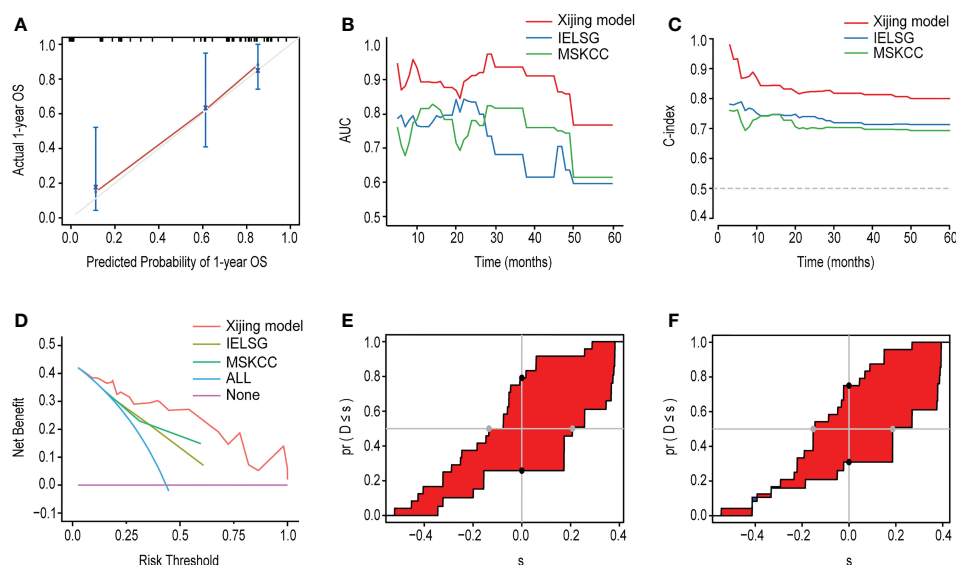 A
Actual 1-year OS
1.0
0.8
0.6
0.4
0.2
0.0
0.0 0.2 0.4 0.6 0.8 1.0
Predicted Probability of 1-year OS
B
Xijing model
IELSG
MSKCC
AUC
1.0
0.9
0.8
0.7
0.6
0.5
10 20 30 40 50 60
Time (months)
C
Xijing model
IELSG
MSKCC
C-index
1.0
0.9
0.8
0.7
0.6
0.5
0.4
0 10 20 30 40 50 60
Time (months)
D
Xijing model
IELSG
MSKCC
ALL
None
Net Benefit
0.5
0.4
0.3
0.2
0.1
0.0
−0.1
0.0 0.25 0.5 0.75 1.0
Risk Threshold
E
pr ( D ≤ s )
1.0
0.8
0.6
0.4
0.2
0.0
−0.4 −0.2 0.0 0.2 0.4
s
F
pr ( D ≤ s )
1.0
0.8
0.6
0.4
0.2
0.0
−0.4 −0.2 0.0 0.2 0.4
s